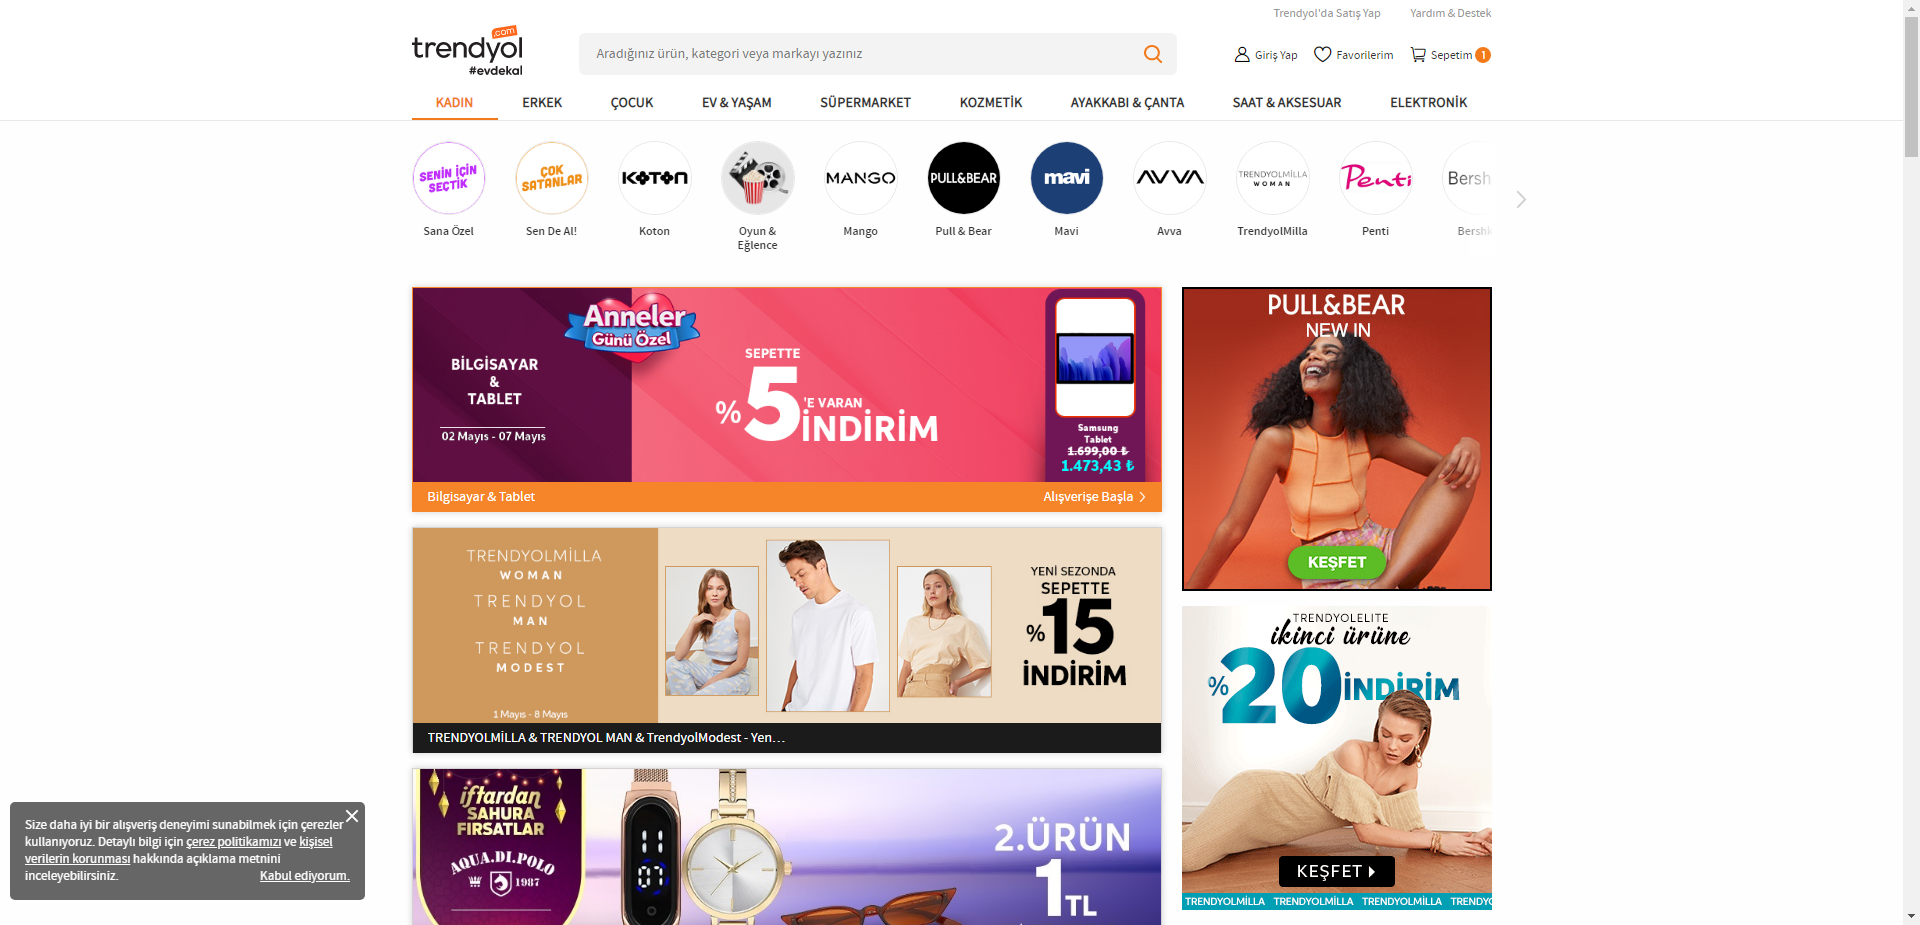 Trendyol'da Satış Yap Yardım & Destek
.com
trendyol
#evdekal
Aradığınız ürün, kategori veya markayı yazınız
Giriş Yap Favorilerim Sepetim 1
KADIN ERKEK ÇOCUK EV & YAŞAM SÜPERMARKET KOZMETİK AYAKKABI & ÇANTA SAAT & AKSESUAR ELEKTRONİK
SENİN İÇİN
SEÇTİK
ÇOK
SATANLAR
KOTON
MANGO
PULL&BEAR
mavi
AVVA
TRENDYOLMİLLA
WOMAN
Penti
Bersh
Sana Özel
Sen De Al!
Koton
Oyun &
Eğlence
Mango
Pull & Bear
Mavi
Avva
TrendyolMilla
Penti
Bershk
Anneler
Günü Özel
BİLGİSAYAR
&
TABLET
02 Mayıs - 07 Mayıs
SEPETTE
%5'E VARAN
İNDİRİM
Samsung
Tablet
1.699,00 ₺
1.473,43 ₺
Bilgisayar & Tablet
Alışverişe Başla
PULL&BEAR
NEW IN
KEŞFET
TRENDYOLMİLLA
WOMAN
TRENDYOL
MAN
TRENDYOL
MODEST
1 Mayıs - 8 Mayıs
YENİ SEZONDA
SEPETTE
%15
İNDİRİM
TRENDYOLMİLLA & TRENDYOL MAN & TrendyolModest - Yen...
TRENDYOLELITE
ikinci ürüne
%20 İNDİRİM
KEŞFET
TRENDYOLMİLLA TRENDYOLMİLLA TRENDYOLMİLLA TRENDYO
iftardan
SAHURA
FIRSATLAR
AQUA.DI.POLO
1987
2.ÜRÜN
1 TL
Size daha iyi bir alışveriş deneyimi sunabilmek için çerezler
kullanıyoruz. Detaylı bilgi için çerez politikamızı ve kişisel
verilerin korunması hakkında açıklama metnini
inceleyebilirsiniz. Kabul ediyorum.